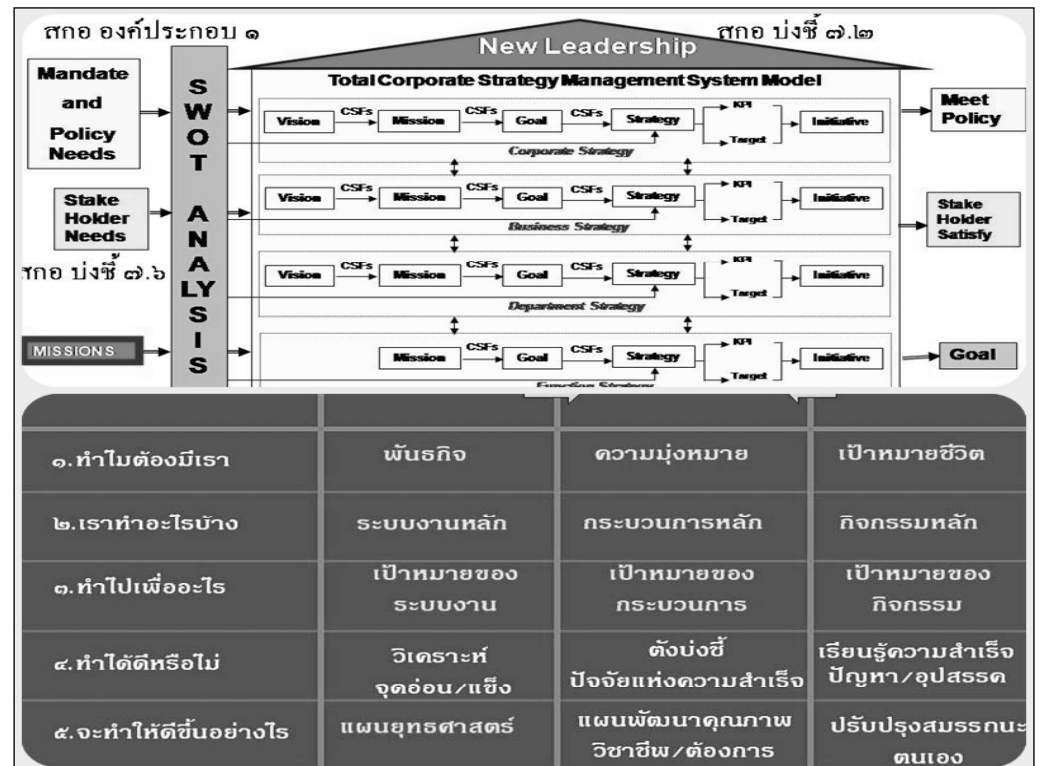 สกอ องค์ประกอบ ๑
สกอ บ่งชี้ ๗.๒
New Leadership
Total Corporate Strategy Management System Model
Mandate
and
Policy
Needs
Stake
Holder
Needs
สกอ บ่งชี้ ๗.๖
MISSIONS
SWOT ANALYSIS
Vision CSFs Mission CSFs Goal CSFs Strategy KPI Target Initiative
Corporate Strategy
Vision CSFs Mission CSFs Goal CSFs Strategy KPI Target Initiative
Business Strategy
Vision CSFs Mission CSFs Goal CSFs Strategy KPI Target Initiative
Department Strategy
Mission CSFs Goal CSFs Strategy KPI Target Initiative
Function Strategy
Meet
Policy
Stake
Holder
Satisfy
Goal
๑.ทำไมต้องมีเรา พันธกิจ ความมุ่งหมาย เป้าหมายชีวิต
๒.เราทำอะไรบ้าง ระบบงานหลัก กระบวนการหลัก กิจกรรมหลัก
๓.ทำไปเพื่ออะไร
เป้าหมายของ
ระบบงาน
เป้าหมายของ
กระบวนการ
เป้าหมายของ
กิจกรรม
๔.ทำได้ดีหรือไม่
วิเคราะห์
จุดอ่อน/แข็ง
ตังบ่งชี้
ปัจจัยแห่งความสำเร็จ
เรียนรู้ความสำเร็จ
ปัญหา/อุปสรรค
๕.จะทำให้ดีขึ้นอย่างไร
แผนยุทธศาสตร์
แผนพัฒนาคุณภาพ
วิชาชีพ/ต้องการ
ปรับปรุงสมรรถนะ
ตนเอง